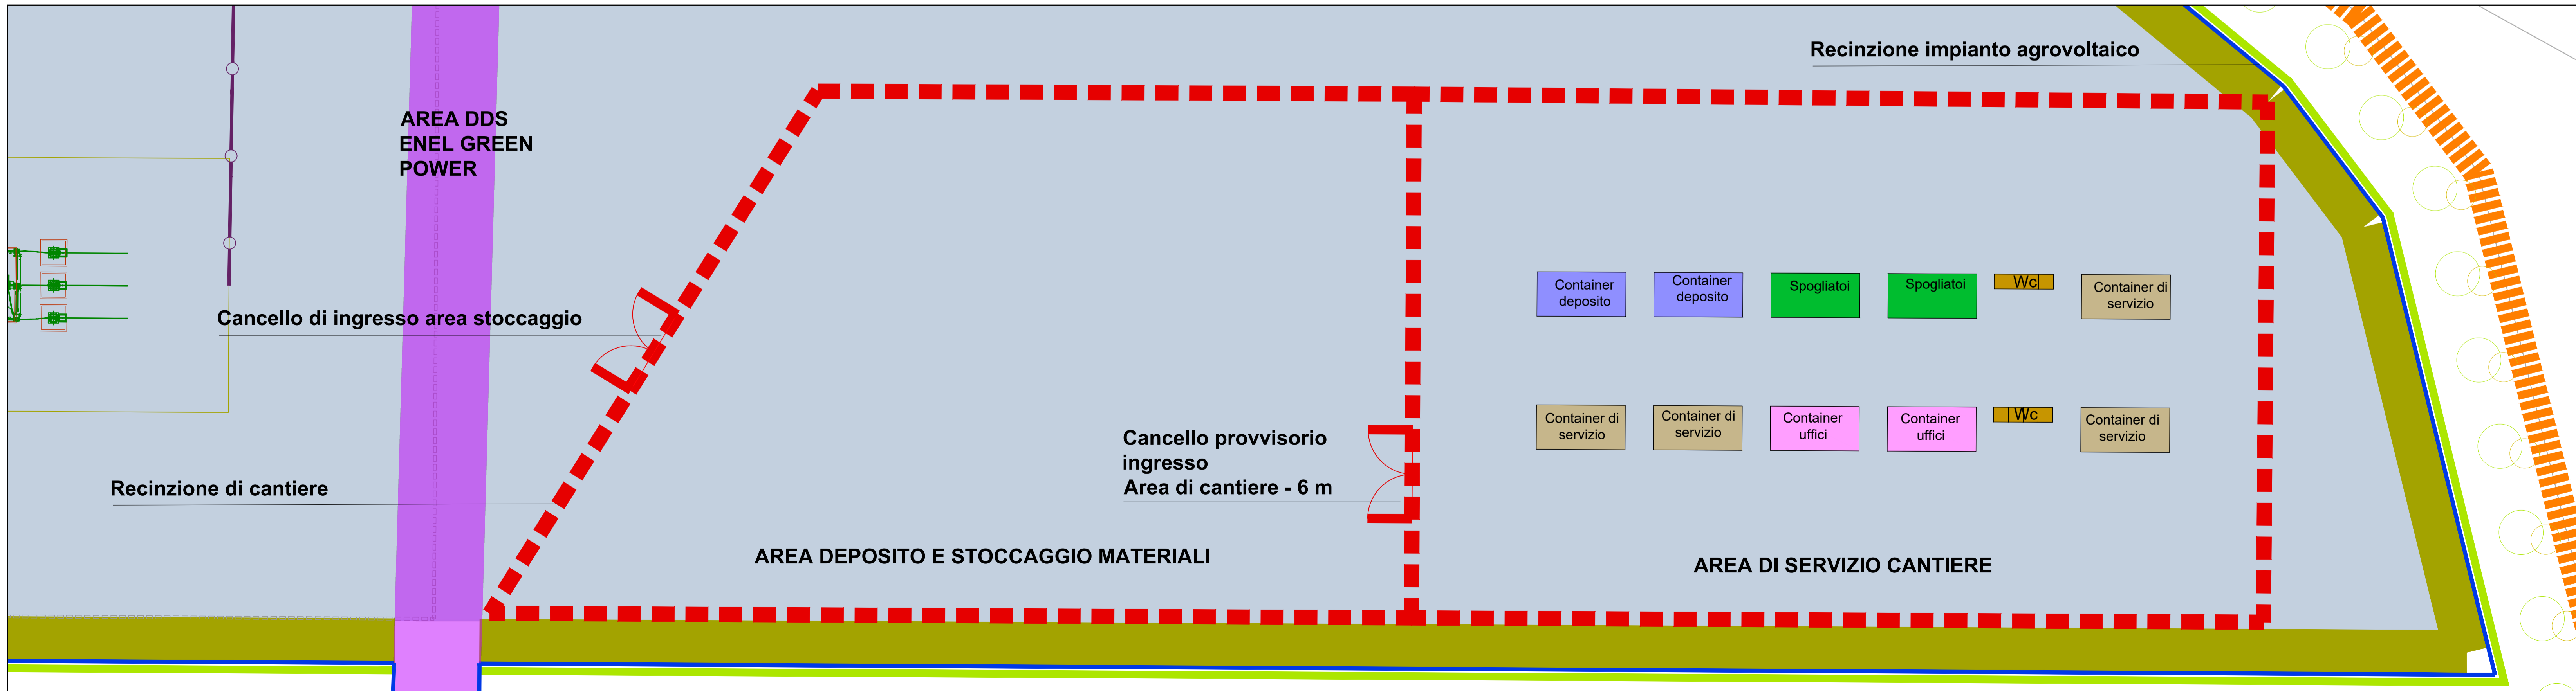 Recinzione impianto agrovoltaico
AREA DDS
ENEL GREEN
POWER
Cancello di ingresso area stoccaggio
Recinzione di cantiere
Cancello provvisorio
ingresso
Area di cantiere - 6 m
AREA DEPOSITO E STOCCAGGIO MATERIALI
Container
deposito
Container
deposito
Spogliatoi
Spogliatoi
Wc
Container di
servizio
Container di
servizio
Container di
servizio
Container
uffici
Container
uffici
Wc
Container di
servizio
AREA DI SERVIZIO CANTIERE